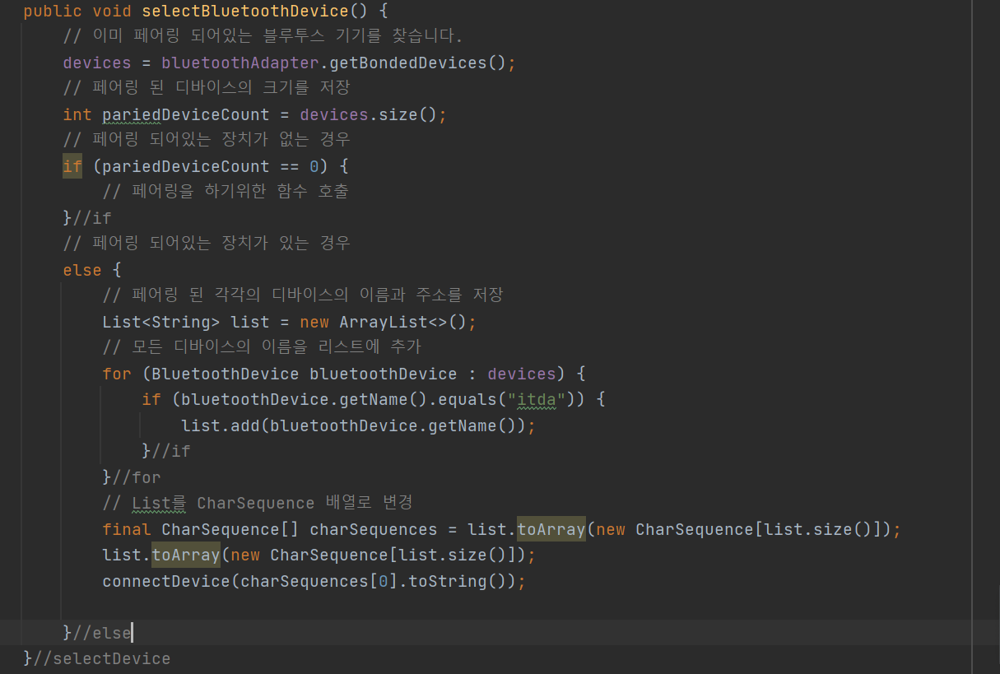 public void selectBluetoothDevice() {
// 이미 페어링 되어있는 블루투스 기기를 찾습니다.
devices = bluetoothAdapter.getBondedDevices();
// 페어링 된 디바이스의 크기를 저장
int pariedDeviceCount = devices.size();
// 페어링 되어있는 장치가 없는 경우
if (pariedDeviceCount == 0) {
// 페어링을 하기위한 함수 호출
}//if
// 페어링 되어있는 장치가 있는 경우
else {
// 페어링 된 각각의 디바이스의 이름과 주소를 저장
List<String> list = new ArrayList<>();
// 모든 디바이스의 이름을 리스트에 추가
for (BluetoothDevice bluetoothDevice : devices) {
if (bluetoothDevice.getName().equals("itda")) {
list.add(bluetoothDevice.getName());
}//if
}//for
// List를 CharSequence 배열로 변경
final CharSequence[] charSequences = list.toArray(new CharSequence[list.size()]);
list.toArray(new CharSequence[list.size()]);
connectDevice(charSequences[0].toString());
}//else
}//selectDevice